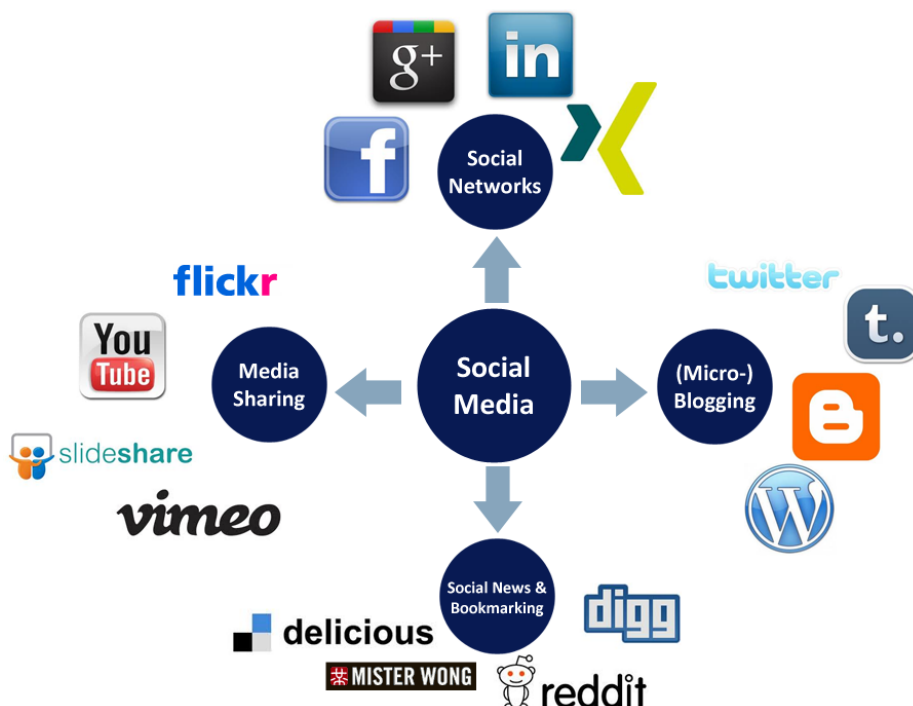 g+
in
f
Social
Networks
flickr
twitter
You
Tube
t.
Media
Sharing
Social
Media
(Micro-)
Blogging
B
slideshare
vimeo
W
Social News &
Bookmarking
digg
delicious
MISTER WONG
reddit